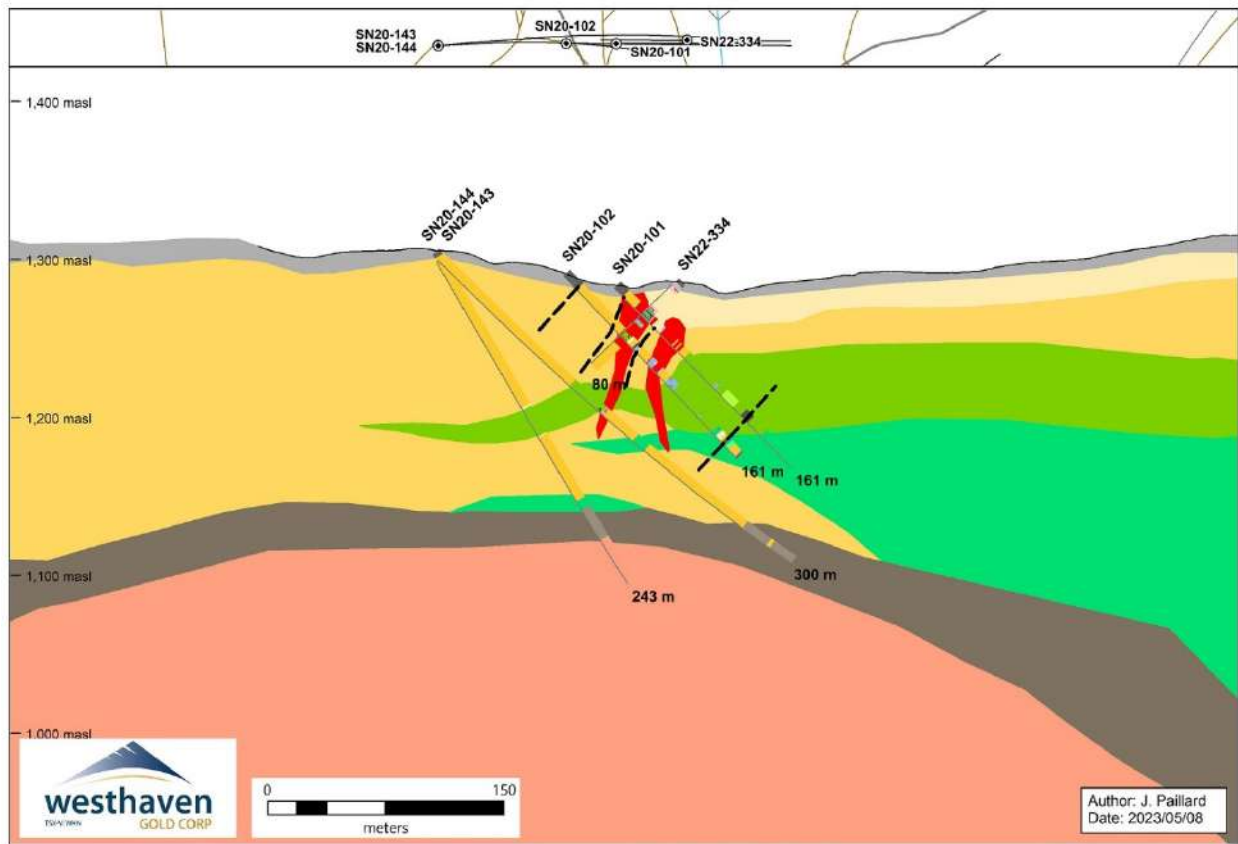 SN20-102
SN20-143
SN20-144
SN22-334
SN20-101
1,400 masl
SN20-144
SN20-143
SN20-102
SN20-101
SN22-334
1,300 masl
80 m
1,200 masl
161 m
161 m
1,100 masl
300 m
243 m
1,000 masl
westhaven
GOLD CORP
0 150
meters
Author: J. Paillard
Date: 2023/05/08